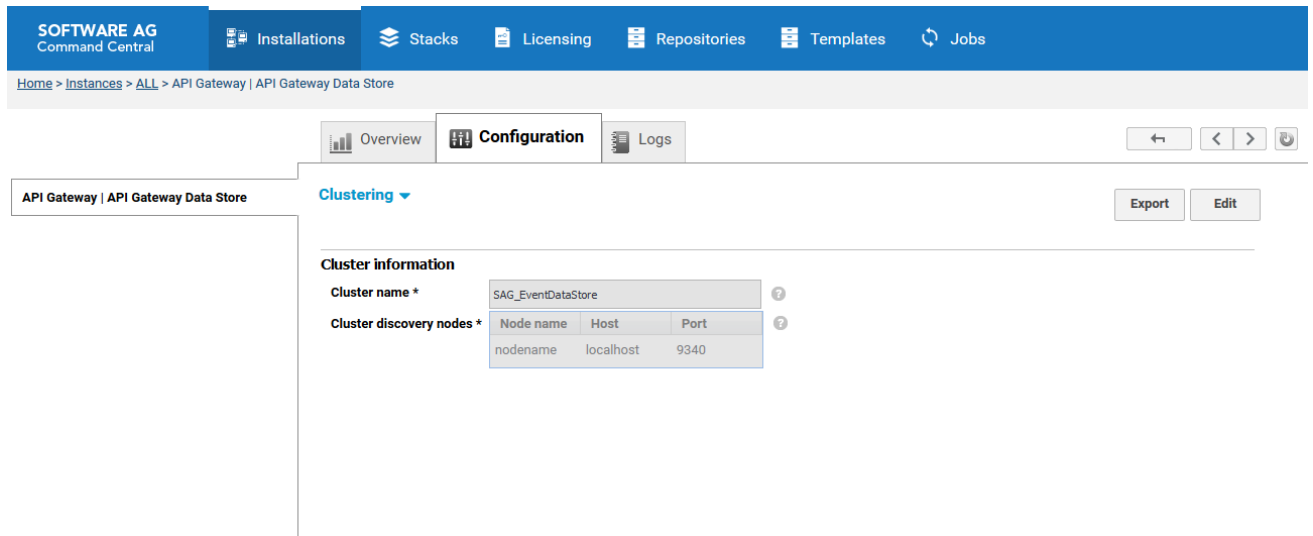 SOFTWARE AG
Command Central
Installations
Stacks
Licensing
Repositories
Templates
Jobs
Home > Instances > ALL > API Gateway | API Gateway Data Store
Overview
Configuration
Logs
API Gateway | API Gateway Data Store
Clustering
Export
Edit
Cluster information
Cluster name *
SAG_EventDataStore
?
Cluster discovery nodes *
Node name Host Port
?
nodename localhost 9340